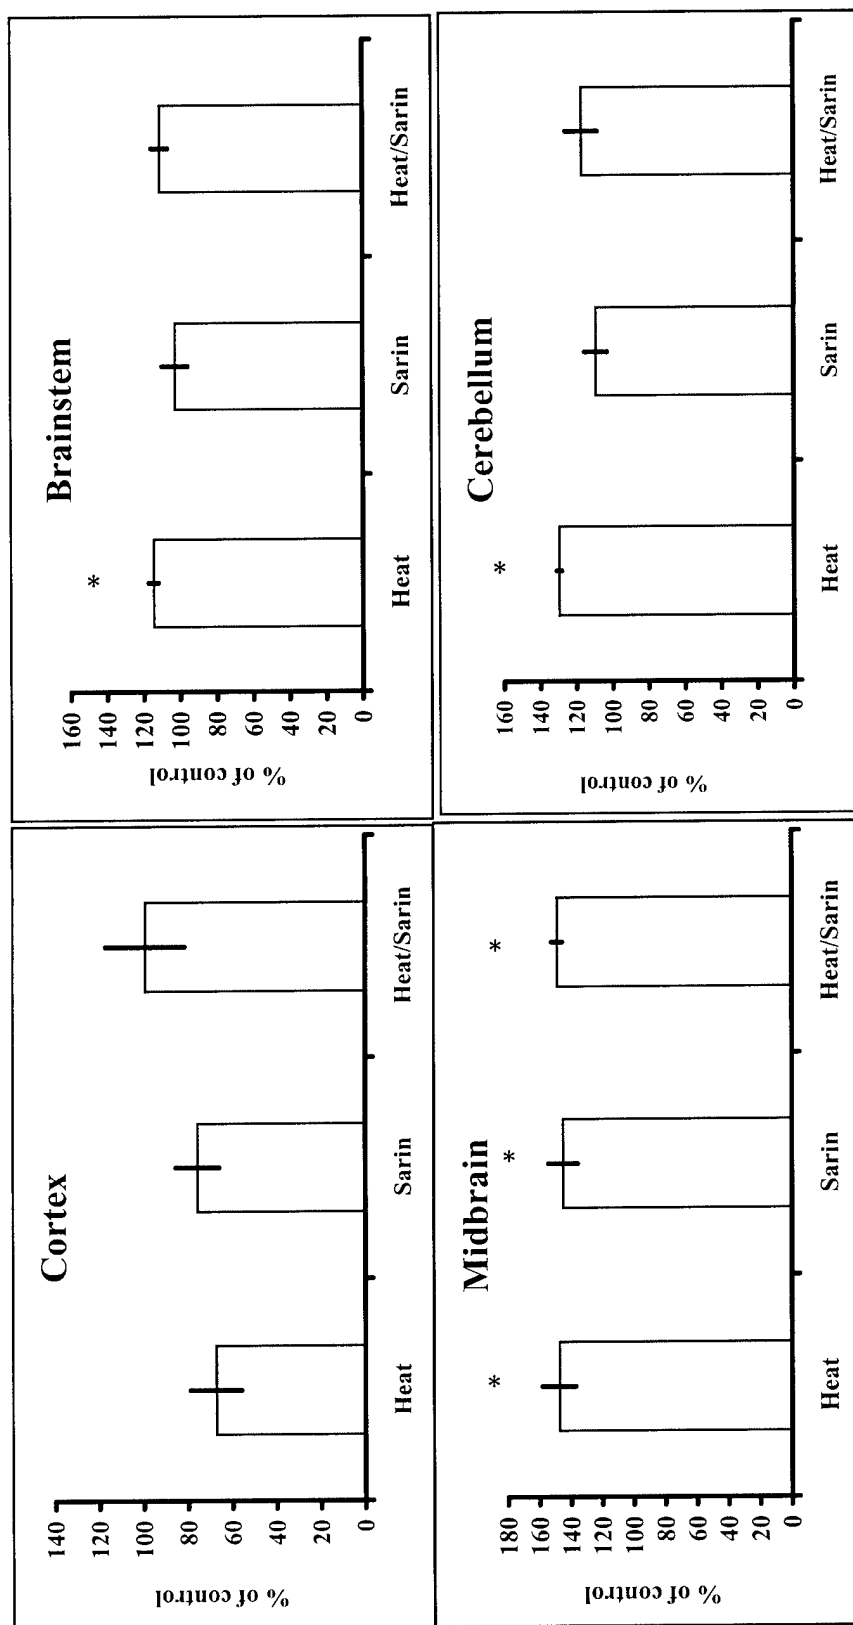 Cortex
% of control
140
120
100
80
60
40
20
0
Heat
Sarin
Heat/Sarin
Brainstem
% of control
160
140
120
100
80
60
40
20
0
*
Heat
Sarin
Heat/Sarin
Midbrain
% of control
180
160
140
120
100
80
60
40
20
0
*
*
*
Heat
Sarin
Heat/Sarin
Cerebellum
% of control
160
140
120
100
80
60
40
20
0
*
Heat
Sarin
Heat/Sarin